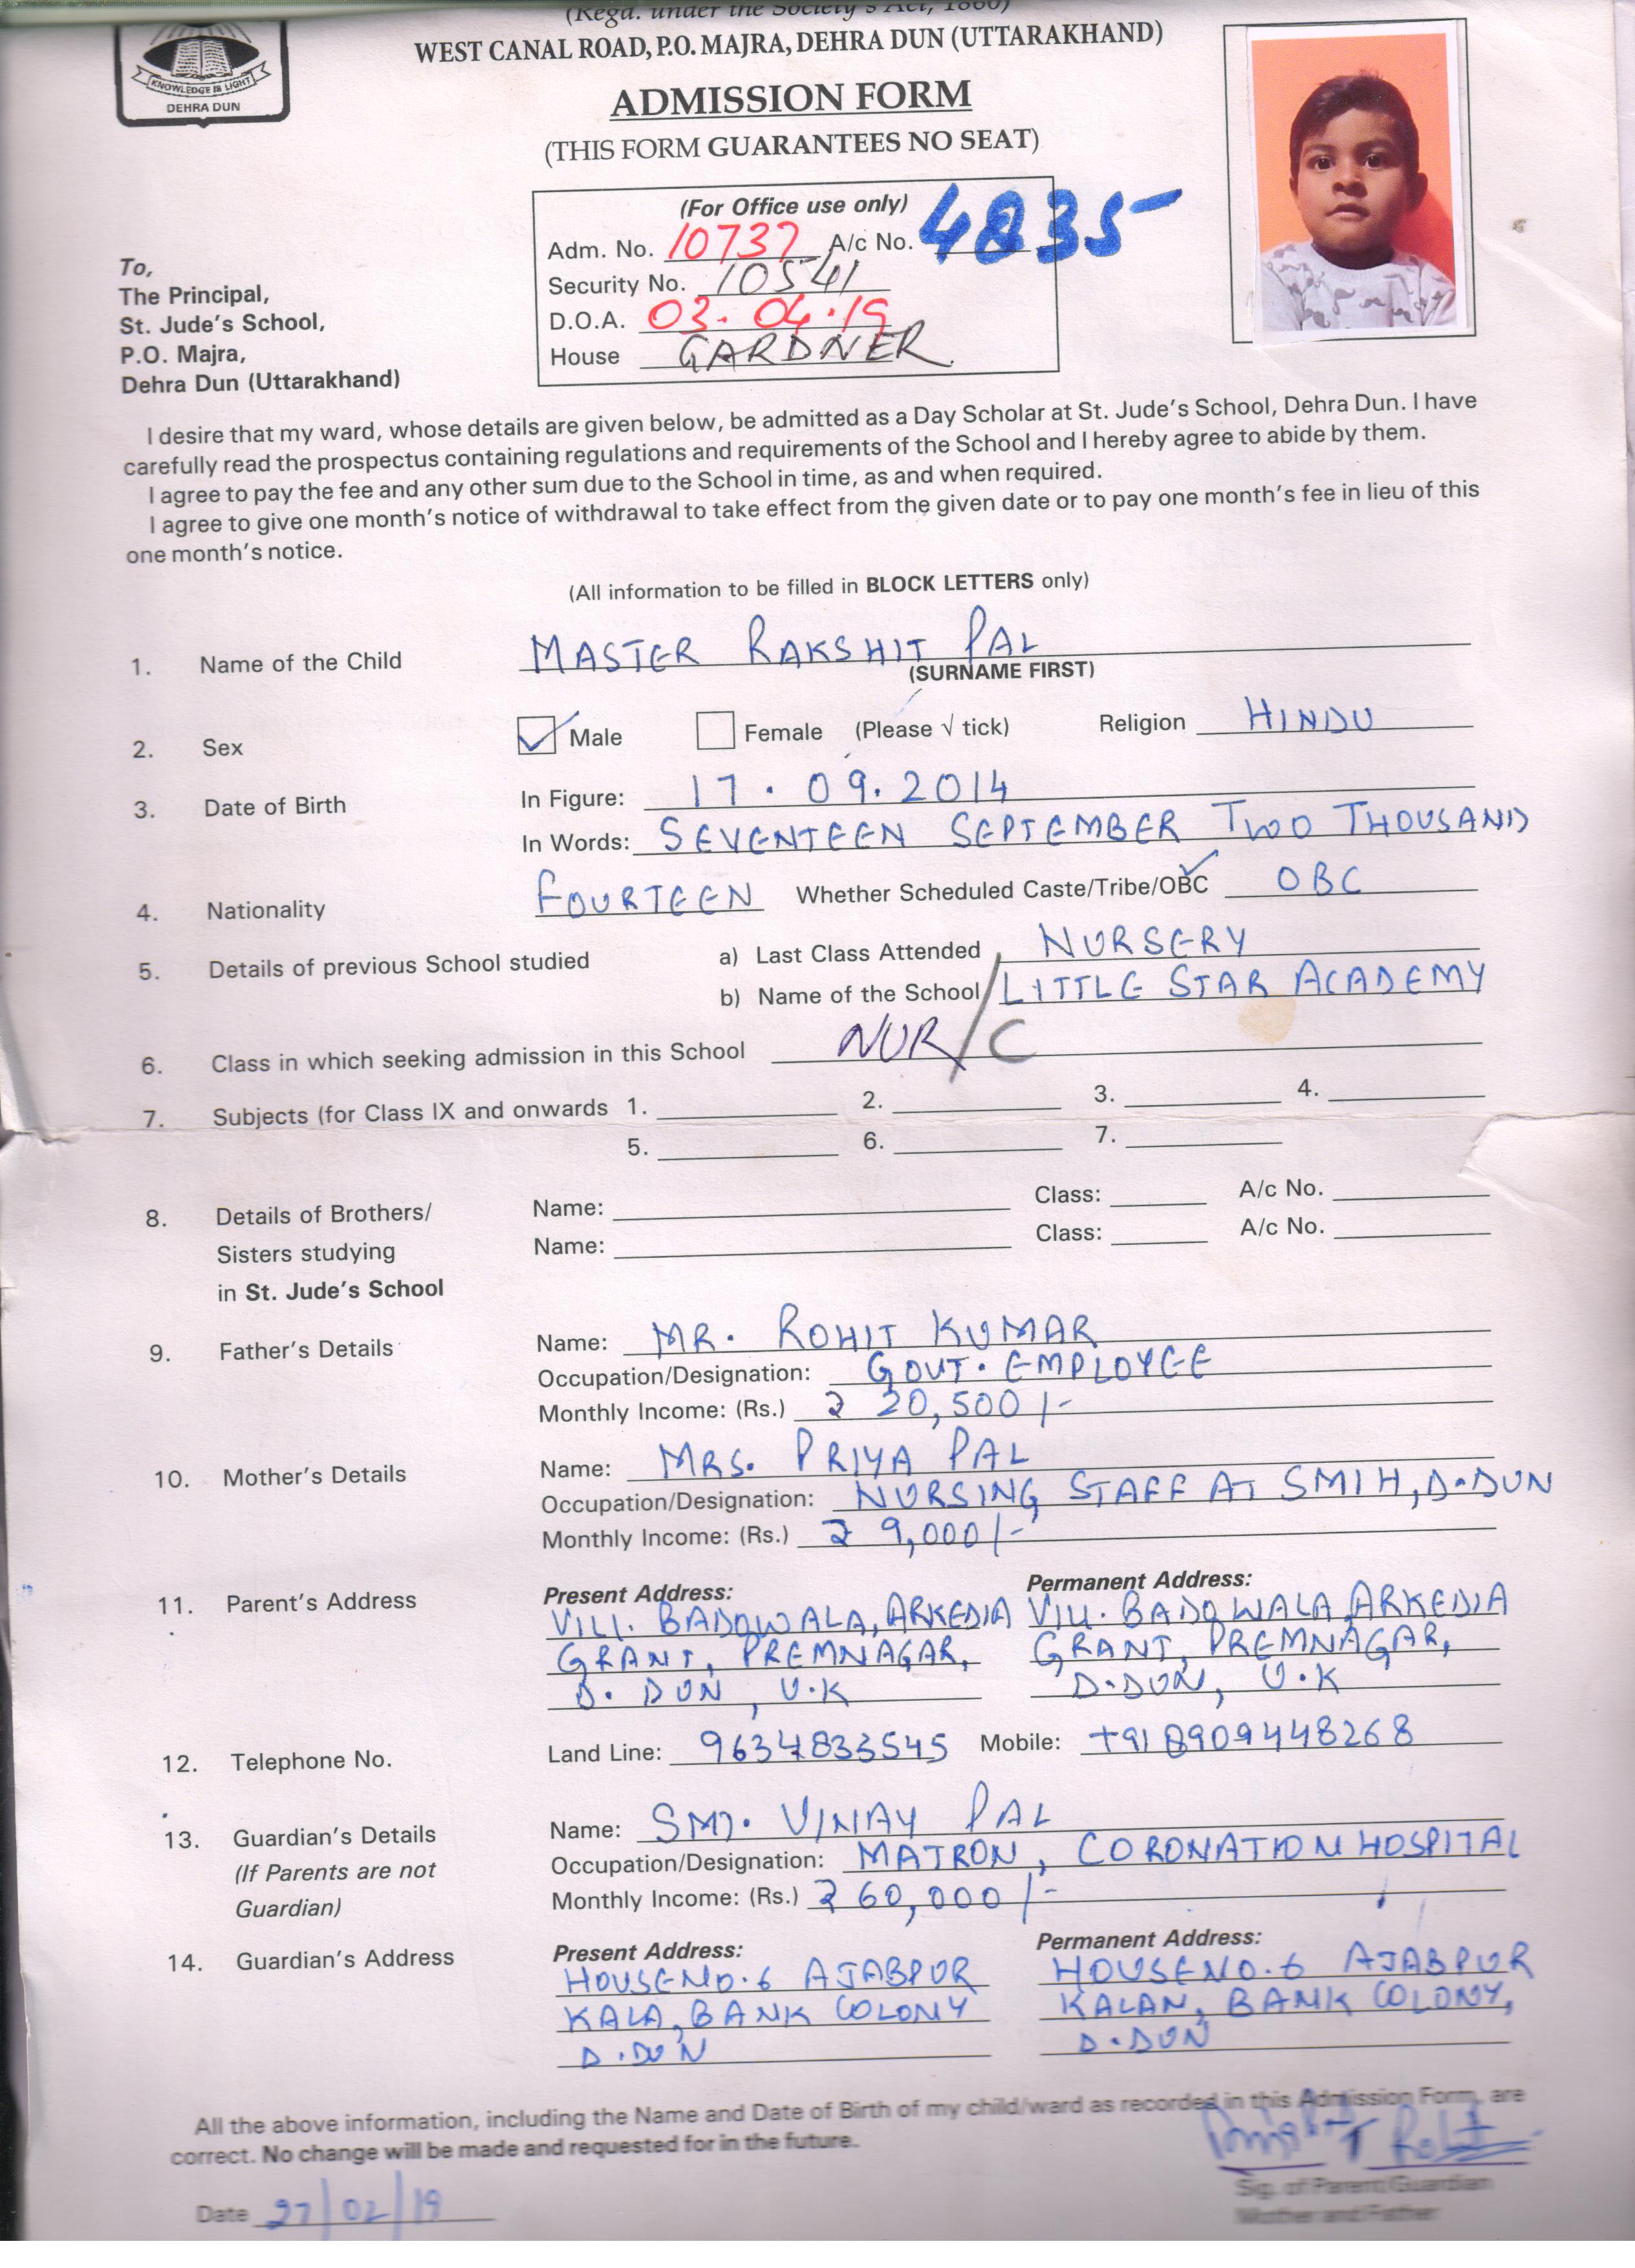 (Regd. under the Society's Act, 1860)
WEST CANAL ROAD, P.O. MAJRA, DEHRA DUN (UTTARAKHAND)
KNOWLEDGE IS LIGHT
DEHRA DUN
ADMISSION FORM
(THIS FORM GUARANTEES NO SEAT)
(For Office use only)
Adm. No. 10737 A/c No. 4835
Security No. 10541
D.O.A. 03.04.19
House GARDNER
To,
The Principal,
St. Jude's School,
P.O. Majra,
Dehra Dun (Uttarakhand)
I desire that my ward, whose details are given below, be admitted as a Day Scholar at St. Jude's School, Dehra Dun. I have
carefully read the prospectus containing regulations and requirements of the School and I hereby agree to abide by them.
I agree to pay the fee and any other sum due to the School in time, as and when required.
I agree to give one month's notice of withdrawal to take effect from the given date or to pay one month's fee in lieu of this
one month's notice.
(All information to be filled in BLOCK LETTERS only)
1. Name of the Child MASTER RAKSHIT PAL
(SURNAME FIRST)
2. Sex Male Female (Please √ tick) Religion HINDU
3. Date of Birth In Figure: 17.09.2014
In Words: SEVENTEEN SEPTEMBER TWO THOUSAND
4. Nationality FOURTEEN Whether Scheduled Caste/Tribe/OBC OBC
5. Details of previous School studied a) Last Class Attended NURSERY
b) Name of the School LITTLE STAR ACADEMY
6. Class in which seeking admission in this School NUR/C
7. Subjects (for Class IX and onwards 1. 2. 3. 4.
5. 6. 7.
8. Details of Brothers/ Name: Class: A/c No.
Sisters studying Name: Class: A/c No.
in St. Jude's School
9. Father's Details Name: MR. ROHIT KUMAR
Occupation/Designation: GOVT. EMPLOYEE
Monthly Income: (Rs.) ₹ 20,500/-
10. Mother's Details Name: MRS. PRIYA PAL
Occupation/Designation: NURSING STAFF AT SMIH, D.DUN
Monthly Income: (Rs.) ₹ 9,000/-
11. Parent's Address Present Address: Permanent Address:
VILL. BADOWALA, ARKEDIA VILL. BADOWALA, ARKEDIA
GRANT, PREMNAGAR, GRANT, PREMNAGAR,
D. DUN, U.K D.DUN, U.K
12. Telephone No. Land Line: 9634833545 Mobile: +918909448268
13. Guardian's Details Name: SMT. VINAY PAL
(If Parents are not Occupation/Designation: MATRON, CORONATION HOSPITAL
Guardian) Monthly Income: (Rs.) ₹ 60,000/-
14. Guardian's Address Present Address: Permanent Address:
HOUSE NO.6 AJABPUR HOUSE NO.6 AJABPUR
KALA, BANK COLONY KALAN, BANK COLONY,
D.DUN D.DUN
All the above information, including the Name and Date of Birth of my child/ward as recorded in this Admission Form, are
correct. No change will be made and requested for in the future.
Sig. of Parent/Guardian
Mother and Father
Date 27/02/19